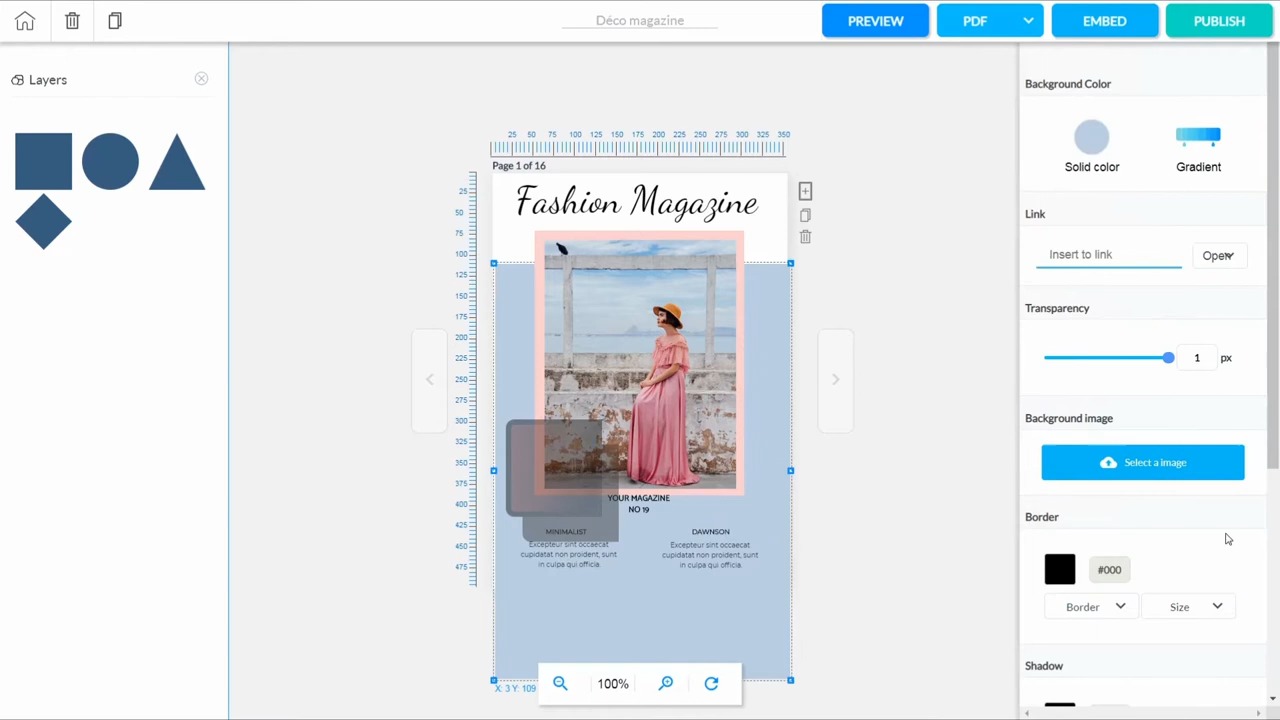 Déco magazine
PREVIEW
PDF
EMBED
PUBLISH
Layers
Background Color
Solid color
Gradient
Link
Insert to link
Open
Transparency
1
px
Background image
Select a image
Border
#000
Border
Size
Shadow
25 50 75 100 125 150 175 200 225 250 275 300 325 350
Page 1 of 16
25
50
75
100
125
150
175
200
225
250
275
300
325
350
375
400
425
450
475
Fashion Magazine
YOUR MAGAZINE
NO 19
MINIMALIST
Excepteur sint occaecat
cupidatat non proident, sunt
in culpa qui officia.
DAWNSON
Excepteur sint occaecat
cupidatat non proident, sunt
in culpa qui officia.
X: 3 Y: 109
100%